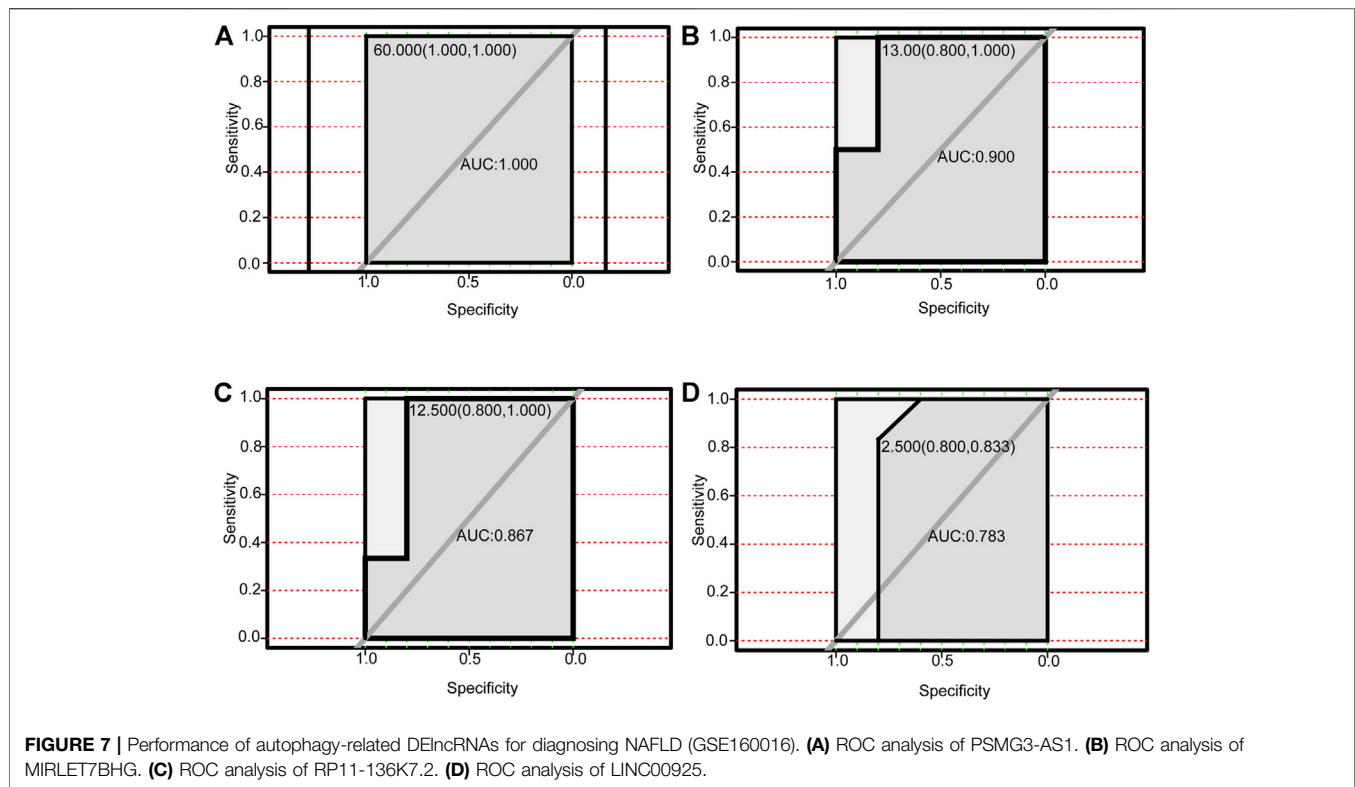 A
1.0
0.8
0.6
0.4
0.2
0.0
Sensitivity
60.000(1.000,1.000)
AUC:1.000
1.0
0.5
0.0
Specificity
B
1.0
0.8
0.6
0.4
0.2
0.0
Sensitivity
13.00(0.800,1.000)
AUC:0.900
1.0
0.5
0.0
Specificity
C
1.0
0.8
0.6
0.4
0.2
0.0
Sensitivity
12.500(0.800,1.000)
AUC:0.867
1.0
0.5
0.0
Specificity
D
1.0
0.8
0.6
0.4
0.2
0.0
Sensitivity
2.500(0.800,0.833)
AUC:0.783
1.0
0.5
0.0
Specificity
FIGURE 7 | Performance of autophagy-related DElncRNAs for diagnosing NAFLD (GSE160016). (A) ROC analysis of PSMG3-AS1. (B) ROC analysis of
MIRLET7BHG. (C) ROC analysis of RP11-136K7.2. (D) ROC analysis of LINC00925.